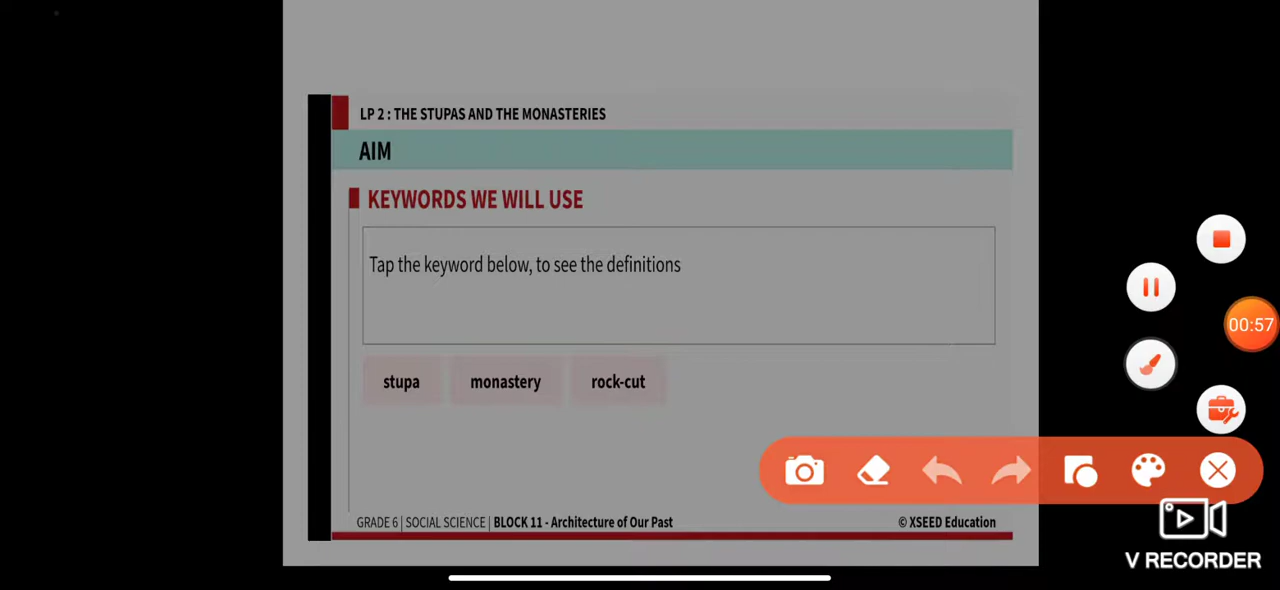 LP 2 : THE STUPAS AND THE MONASTERIES
AIM
KEYWORDS WE WILL USE
Tap the keyword below, to see the definitions
stupa monastery rock-cut
00:57
GRADE 6 | SOCIAL SCIENCE | BLOCK 11 - Architecture of Our Past © XSEED Education
V RECORDER